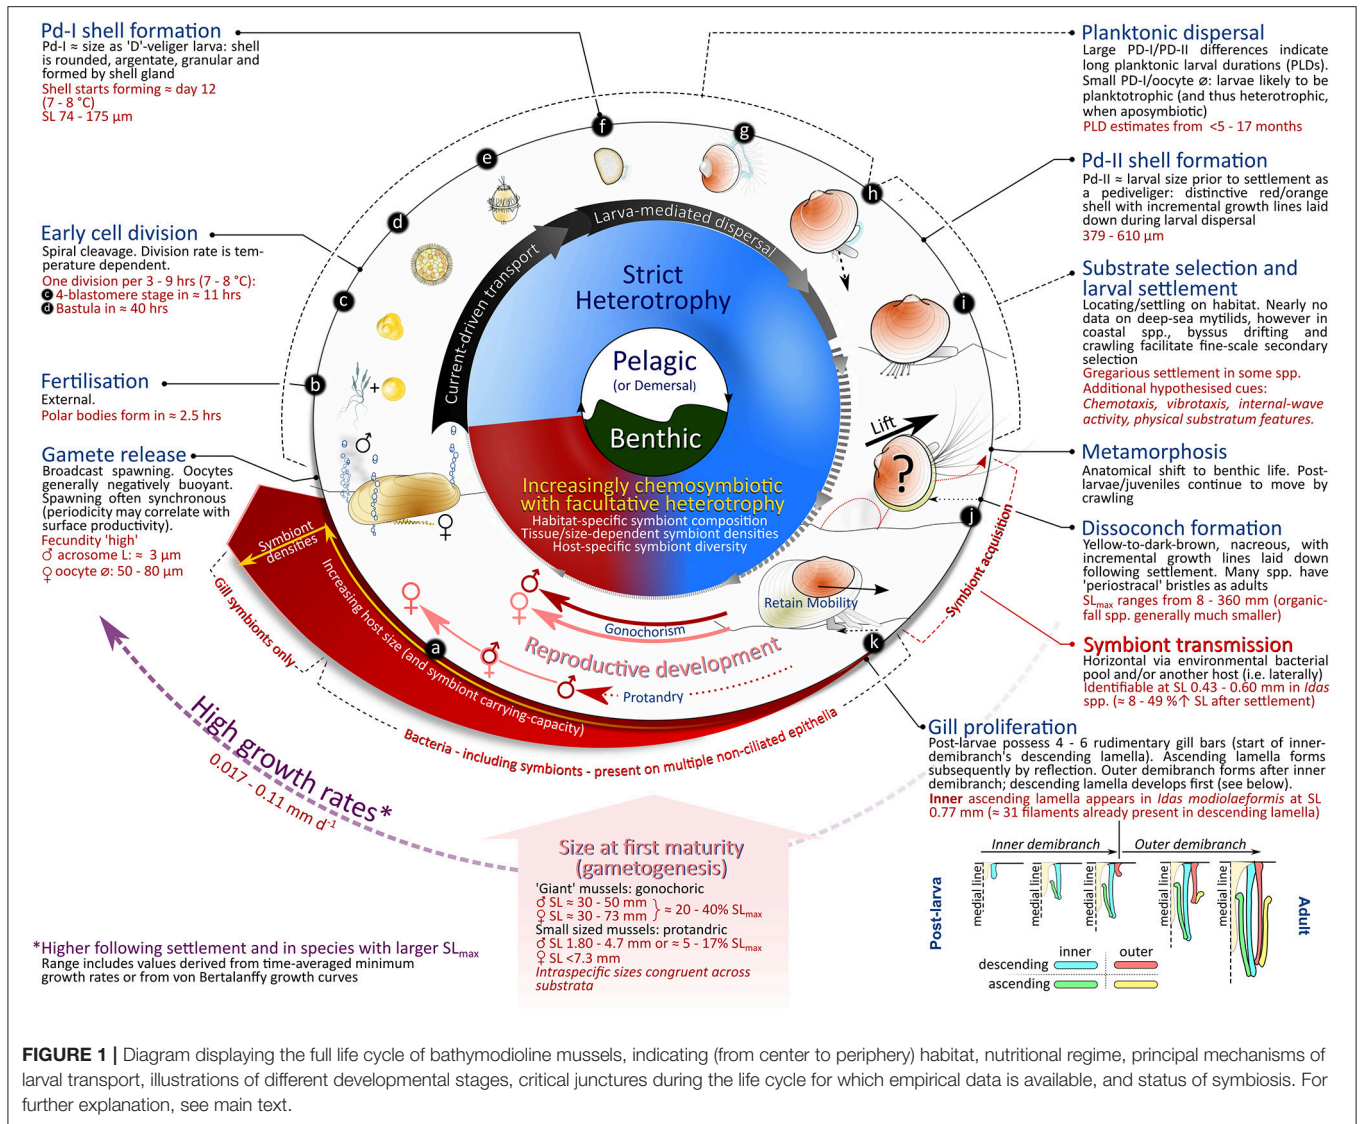 Pd-I shell formation
Pd-I ≈ size as 'D'-veliger larva: shell
is rounded, argentate, granular and
formed by shell gland
Shell starts forming ≈ day 12
(7 - 8 °C)
SL 74 - 175 µm
Early cell division
Spiral cleavage. Division rate is tem-
perature dependent.
One division per 3 - 9 hrs (7 - 8 °C):
c 4-blastomere stage in ≈ 11 hrs
d Bastula in ≈ 40 hrs
Fertilisation
External.
Polar bodies form in ≈ 2.5 hrs
Gamete release
Broadcast spawning. Oocytes
generally negatively buoyant.
Spawning often synchronous
(periodicity may correlate with
surface productivity).
Fecundity 'high'
♂ acrosome L: ≈ 3 µm
♀ oocyte ⌀: 50 - 80 µm
a
b
c
d
e
f
g
h
i
j
k
+
♂
♀
Current-driven transport
Larva-mediated dispersal
Strict
Heterotrophy
Pelagic
(or Demersal)
Benthic
Increasingly chemosymbiotic
with facultative heterotrophy
Habitat-specific symbiont composition
Tissue/size-dependent symbiont densities
Host-specific symbiont diversity
Lift
?
Retain Mobility
Symbiont acquisition
♂
♀
Gonochorism
Reproductive development
♀
⚥
♂
Protandry
Symbiont
densities
Increasing host size (and symbiont carrying-capacity)
Gill symbionts only
Bacteria - including symbionts - present on multiple non-ciliated epithelia
High growth rates*
0.017 - 0.11 mm d-1
Planktonic dispersal
Large PD-I/PD-II differences indicate
long planktonic larval durations (PLDs).
Small PD-I/oocyte ⌀: larvae likely to be
planktotrophic (and thus heterotrophic,
when aposymbiotic)
PLD estimates from <5 - 17 months
Pd-II shell formation
Pd-II ≈ larval size prior to settlement as
a pediveliger: distinctive red/orange
shell with incremental growth lines laid
down during larval dispersal
379 - 610 µm
Substrate selection and
larval settlement
Locating/settling on habitat. Nearly no
data on deep-sea mytilids, however in
coastal spp., byssus drifting and
crawling facilitate fine-scale secondary
selection
Gregarious settlement in some spp.
Additional hypothesised cues:
Chemotaxis, vibrotaxis, internal-wave
activity, physical substratum features.
Metamorphosis
Anatomical shift to benthic life. Post-
larvae/juveniles continue to move by
crawling
Dissoconch formation
Yellow-to-dark-brown, nacreous, with
incremental growth lines laid down
following settlement. Many spp. have
'periostracal' bristles as adults
SLmax ranges from 8 - 360 mm (organic-
fall spp. generally much smaller)
Symbiont transmission
Horizontal via environmental bacterial
pool and/or another host (i.e. laterally)
Identifiable at SL 0.43 - 0.60 mm in Idas
spp. (≈ 8 - 49 %↑ SL after settlement)
Gill proliferation
Post-larvae possess 4 - 6 rudimentary gill bars (start of inner-
demibranch's descending lamella). Ascending lamella forms
subsequently by reflection. Outer demibranch forms after inner
demibranch; descending lamella develops first (see below).
Inner ascending lamella appears in Idas modiolaeformis at SL
0.77 mm (≈ 31 filaments already present in descending lamella)
Inner demibranch
Outer demibranch
Post-larva
medial line
medial line
medial line
medial line
medial line
Adult
inner
outer
descending
ascending
Size at first maturity
(gametogenesis)
'Giant' mussels: gonochoric
♂ SL ≈ 30 - 50 mm
♀ SL ≈ 30 - 73 mm } ≈ 20 - 40% SLmax
Small sized mussels: protandric
♂ SL 1.80 - 4.7 mm or ≈ 5 - 17% SLmax
♀ SL <7.3 mm
Intraspecific sizes congruent across
substrata
*Higher following settlement and in species with larger SLmax
Range includes values derived from time-averaged minimum
growth rates or from von Bertalanffy growth curves
FIGURE 1 | Diagram displaying the full life cycle of bathymodioline mussels, indicating (from center to periphery) habitat, nutritional regime, principal mechanisms of
larval transport, illustrations of different developmental stages, critical junctures during the life cycle for which empirical data is available, and status of symbiosis. For
further explanation, see main text.